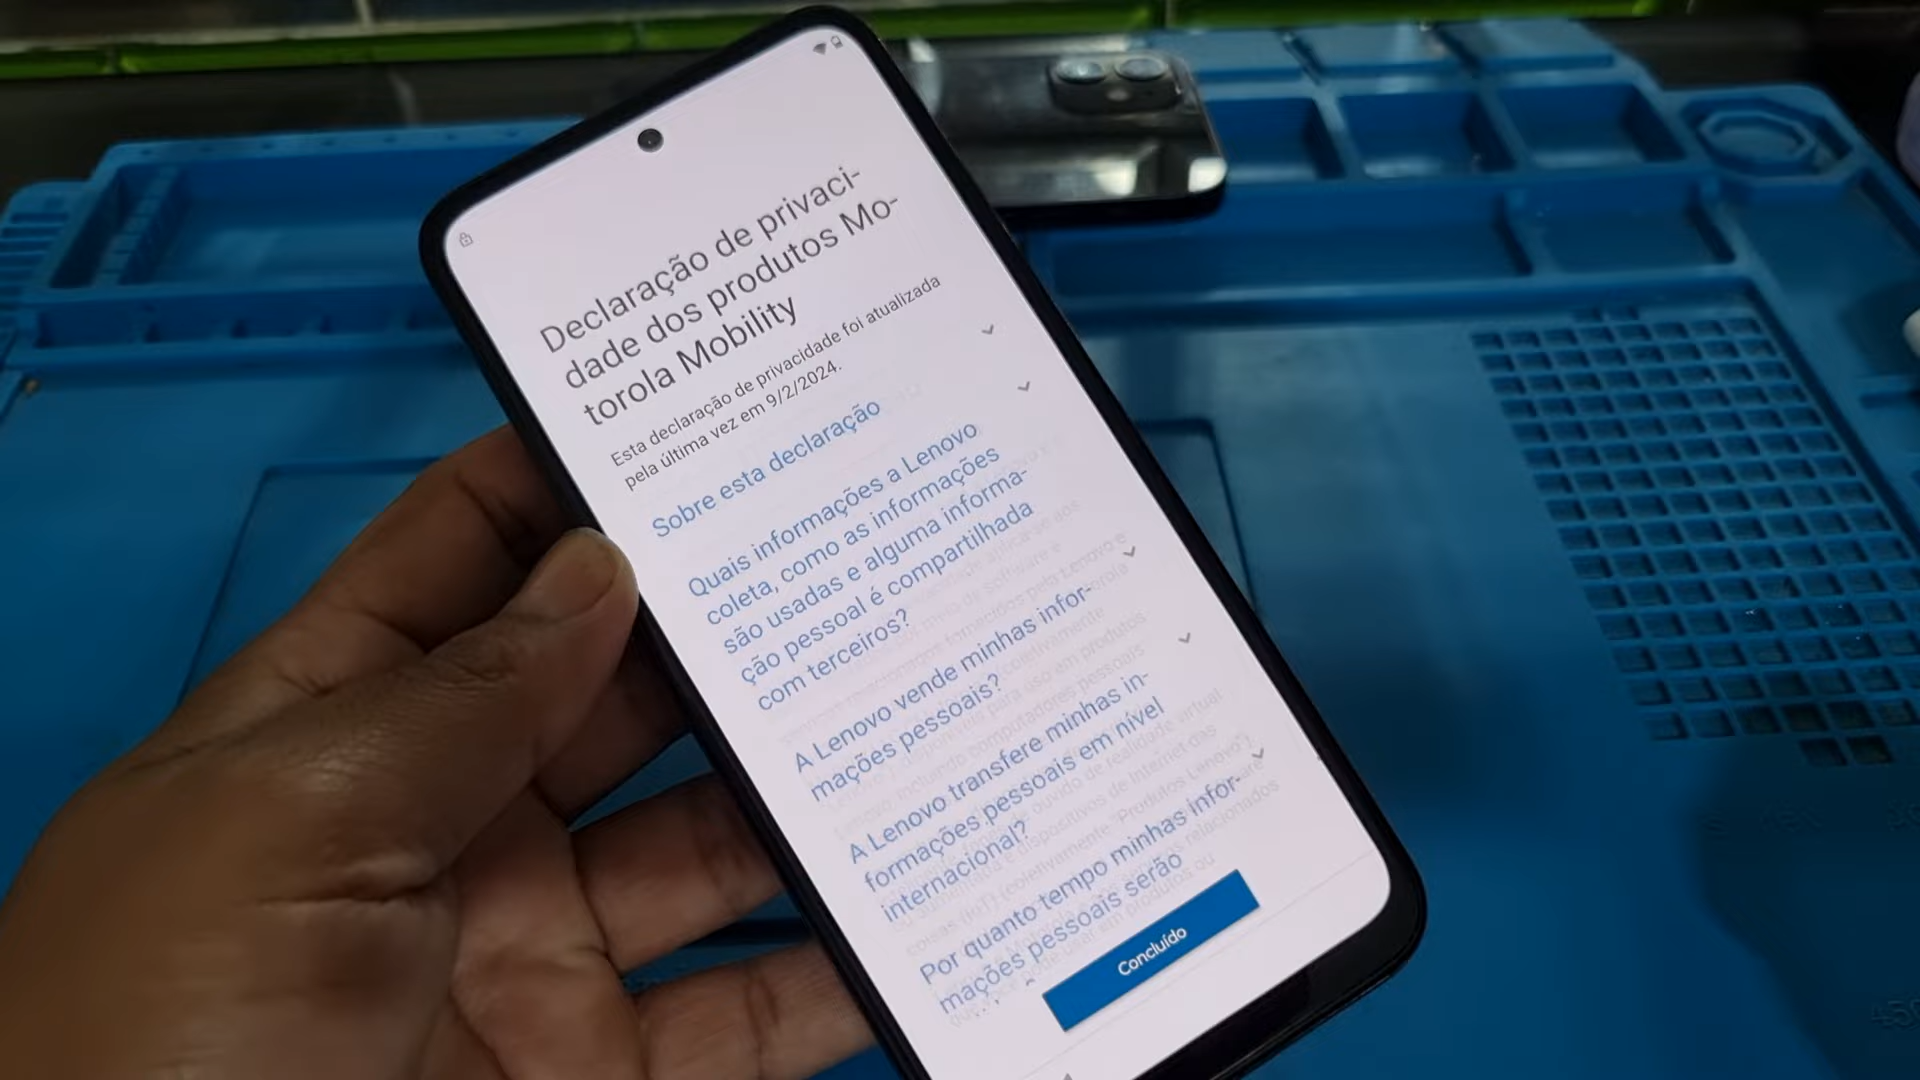 Declaração de privaci-
dade dos produtos Mo-
torola Mobility
Esta declaração de privacidade foi atualizada
pela última vez em 9/2/2024.
Sobre esta declaração
Quais informações a Lenovo
coleta, como as informações
são usadas e alguma informa-
ção pessoal é compartilhada
com terceiros?
A Lenovo vende minhas infor-
mações pessoais?
A Lenovo transfere minhas in-
formações pessoais em nível
internacional?
Por quanto tempo minhas infor-
mações pessoais serão
Concluído